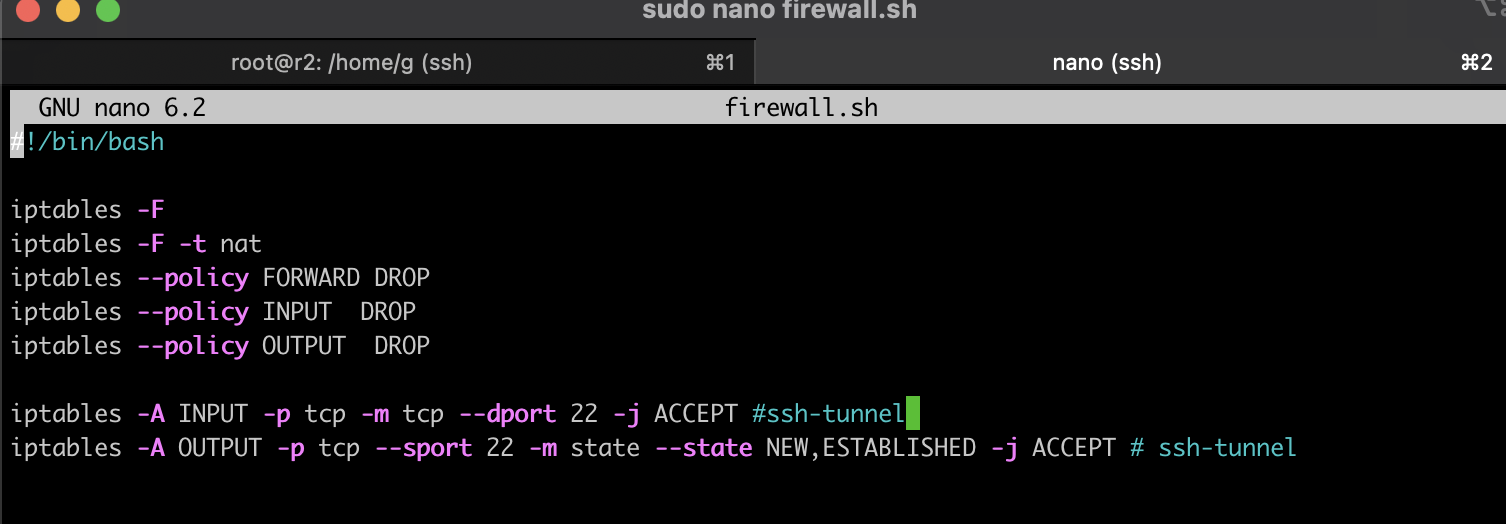 sudo nano firewall.sh
root@r2: /home/g (ssh) ⌘1 nano (ssh) ⌘2
GNU nano 6.2 firewall.sh
#!/bin/bash
iptables -F
iptables -F -t nat
iptables --policy FORWARD DROP
iptables --policy INPUT  DROP
iptables --policy OUTPUT  DROP
iptables -A INPUT -p tcp -m tcp --dport 22 -j ACCEPT #ssh-tunnel
iptables -A OUTPUT -p tcp --sport 22 -m state --state NEW,ESTABLISHED -j ACCEPT # ssh-tunnel